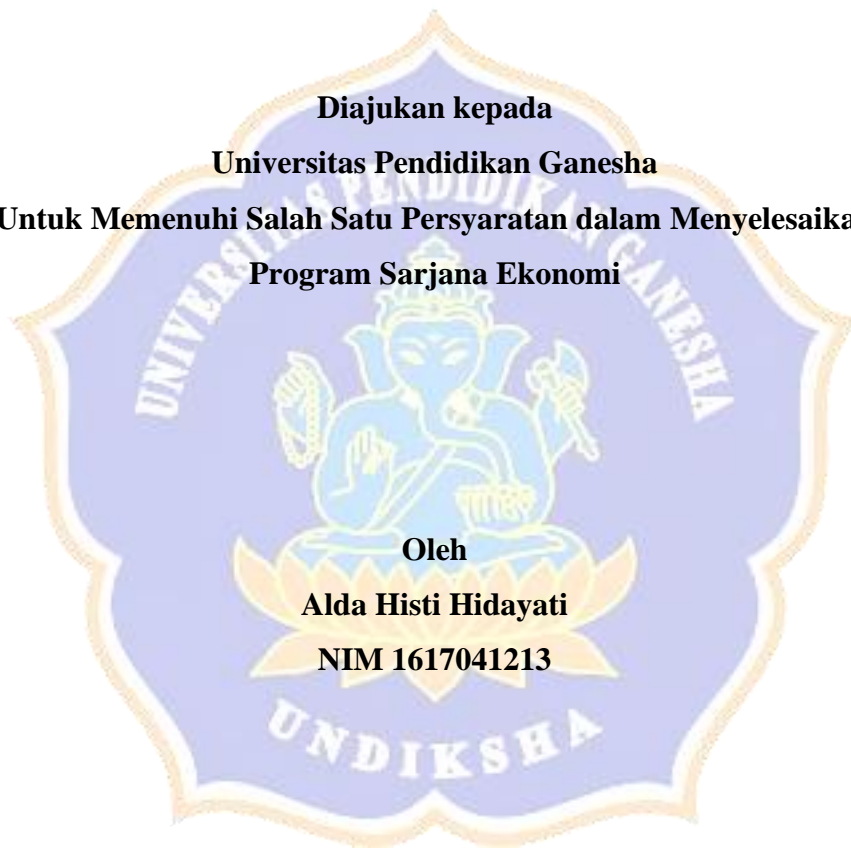 Diajukan kepada
Universitas Pendidikan Ganesha
Untuk Memenuhi Salah Satu Persyaratan dalam Menyelesaika
Program Sarjana Ekonomi
UNIVERSITAS PENDIDIKAN GANESHA
Oleh
Alda Histi Hidayati
NIM 1617041213
UNDIKSHA